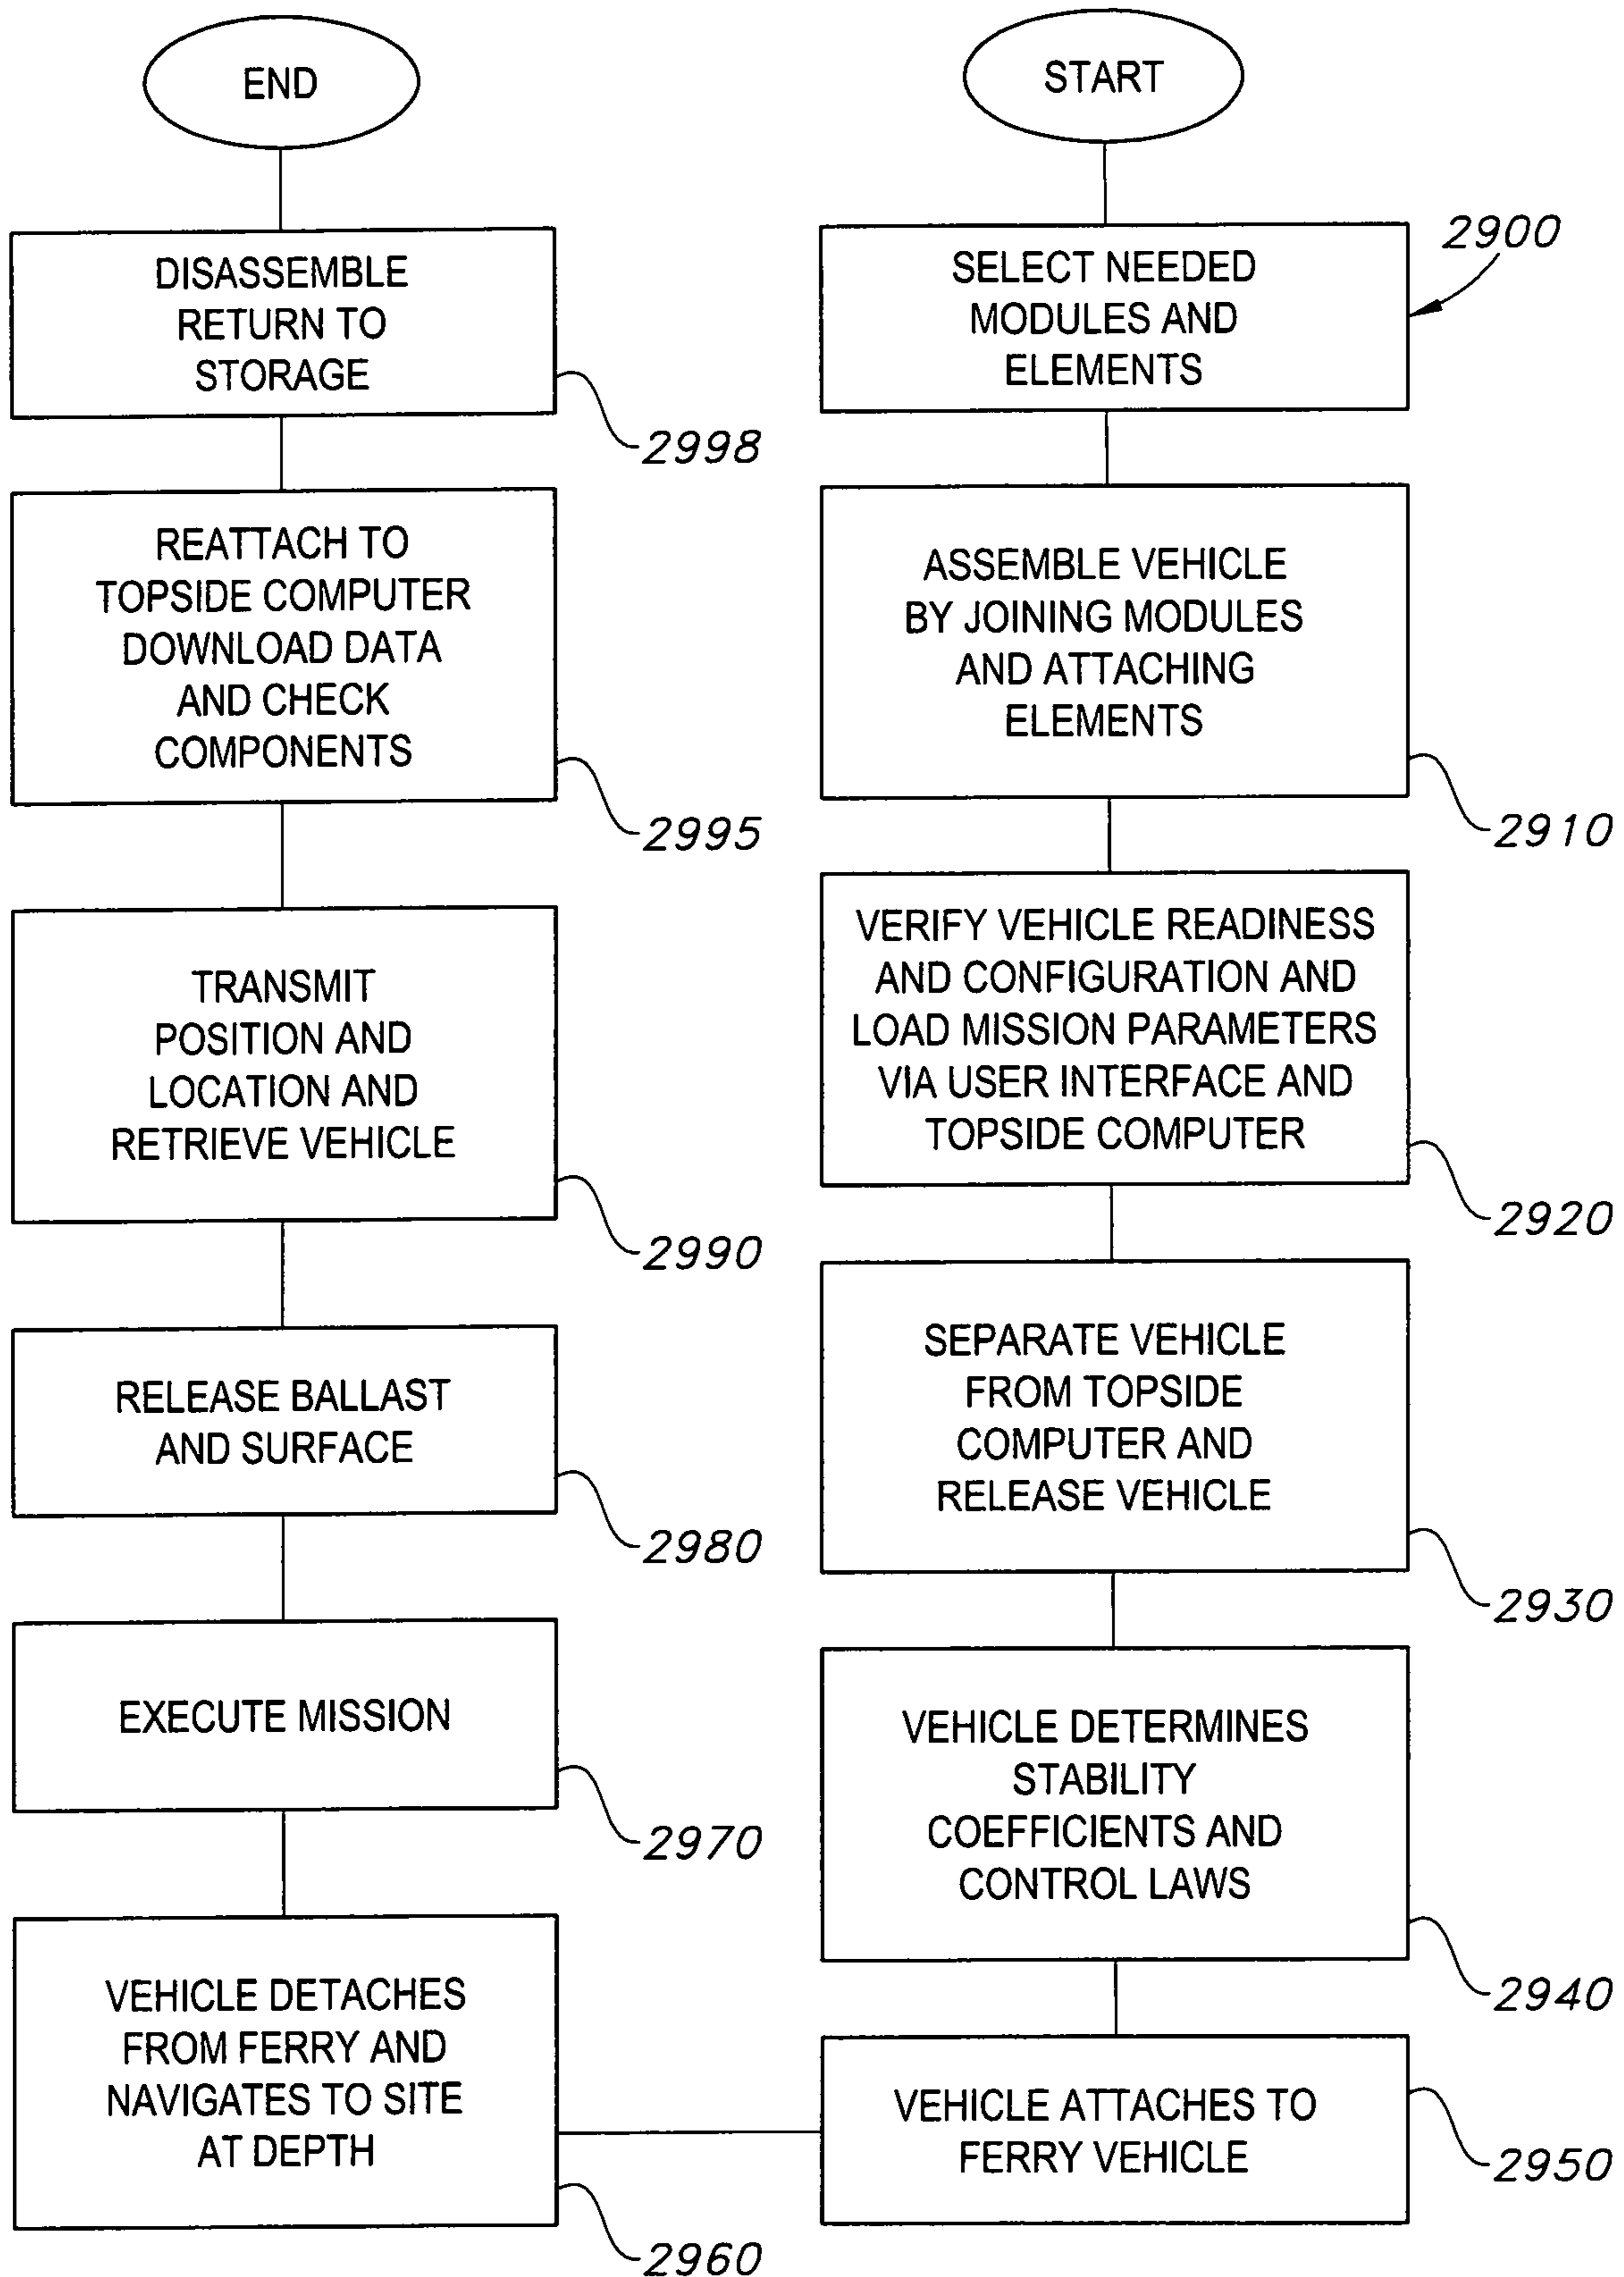 END
DISASSEMBLE
RETURN TO
STORAGE
2998
REATTACH TO
TOPSIDE COMPUTER
DOWNLOAD DATA
AND CHECK
COMPONENTS
2995
TRANSMIT
POSITION AND
LOCATION AND
RETRIEVE VEHICLE
2990
RELEASE BALLAST
AND SURFACE
2980
EXECUTE MISSION
2970
VEHICLE DETACHES
FROM FERRY AND
NAVIGATES TO SITE
AT DEPTH
2960
START
2900
SELECT NEEDED
MODULES AND
ELEMENTS
ASSEMBLE VEHICLE
BY JOINING MODULES
AND ATTACHING
ELEMENTS
2910
VERIFY VEHICLE READINESS
AND CONFIGURATION AND
LOAD MISSION PARAMETERS
VIA USER INTERFACE AND
TOPSIDE COMPUTER
2920
SEPARATE VEHICLE
FROM TOPSIDE
COMPUTER AND
RELEASE VEHICLE
2930
VEHICLE DETERMINES
STABILITY
COEFFICIENTS AND
CONTROL LAWS
2940
VEHICLE ATTACHES TO
FERRY VEHICLE
2950